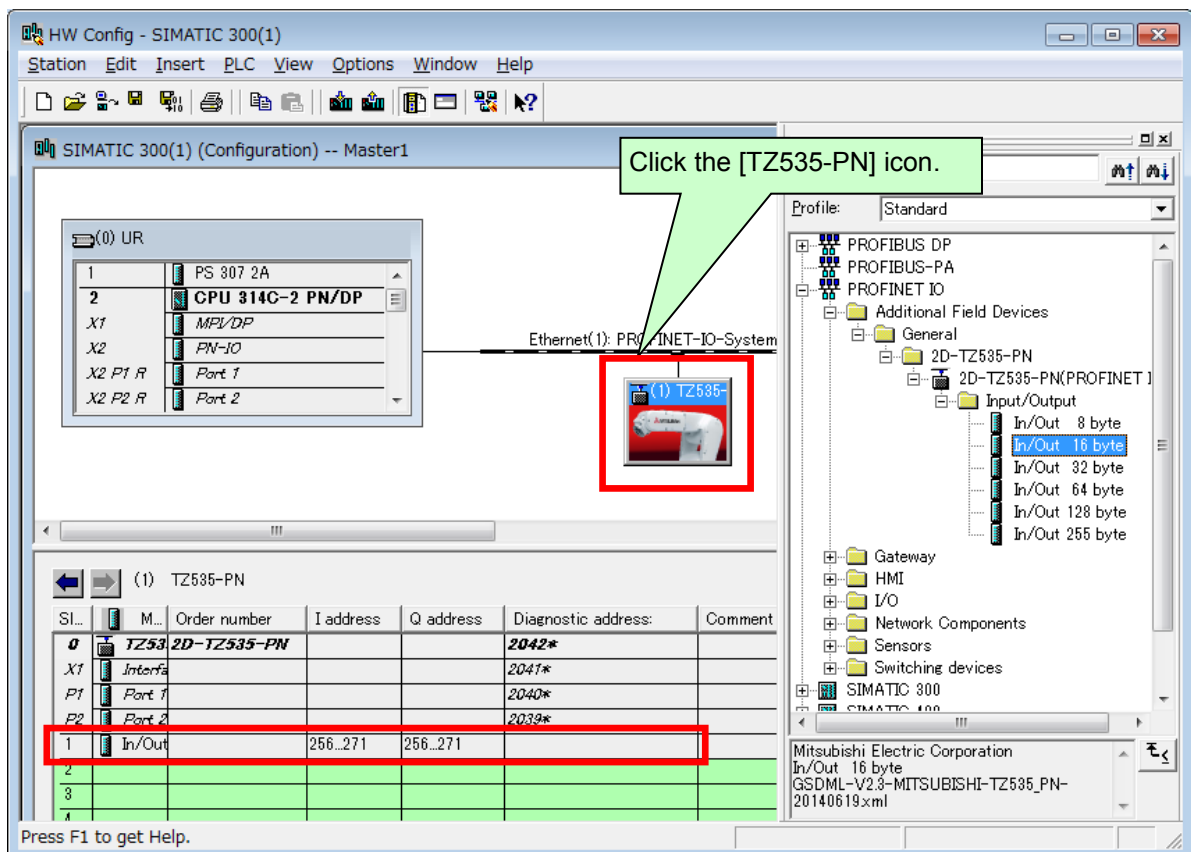 HW Config - SIMATIC 300(1)
Station Edit Insert PLC View Options Window Help
SIMATIC 300(1) (Configuration) -- Master1
Click the [TZ535-PN] icon.
(0) UR
1 PS 307 2A
2 CPU 314C-2 PN/DP
X1 MPI/DP
X2 PN-IO
X2 P1 R Port 1
X2 P2 R Port 2
Ethernet(1): PROFINET-IO-System
(1) TZ535-
Profile: Standard
PROFIBUS DP
PROFIBUS-PA
PROFINET IO
Additional Field Devices
General
2D-TZ535-PN
2D-TZ535-PN(PROFINET I
Input/Output
In/Out 8 byte
In/Out 16 byte
In/Out 32 byte
In/Out 64 byte
In/Out 128 byte
In/Out 255 byte
Gateway
HMI
I/O
Network Components
Sensors
Switching devices
SIMATIC 300
SIMATIC 400
(1) TZ535-PN
Sl... M... Order number I address Q address Diagnostic address: Comment
0 TZ53 2D-TZ535-PN 2042*
X1 Interfa 2041*
P1 Port 1 2040*
P2 Port 2 2039*
1 In/Out 256...271 256...271
2
3
4
Mitsubishi Electric Corporation
In/Out 16 byte
GSDML-V2.3-MITSUBISHI-TZ535_PN-
20140619.xml
Press F1 to get Help.